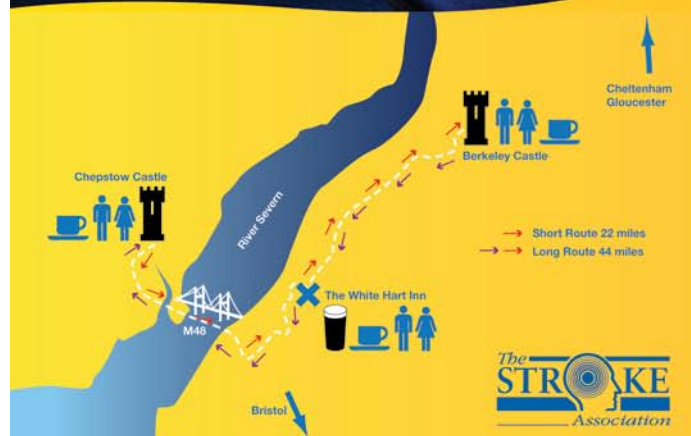 Cheltenham
Gloucester
Berkeley Castle
Chepstow Castle
River Severn
Short Route 22 miles
Long Route 44 miles
The White Hart Inn
M48
Bristol
The
STROKE
Association